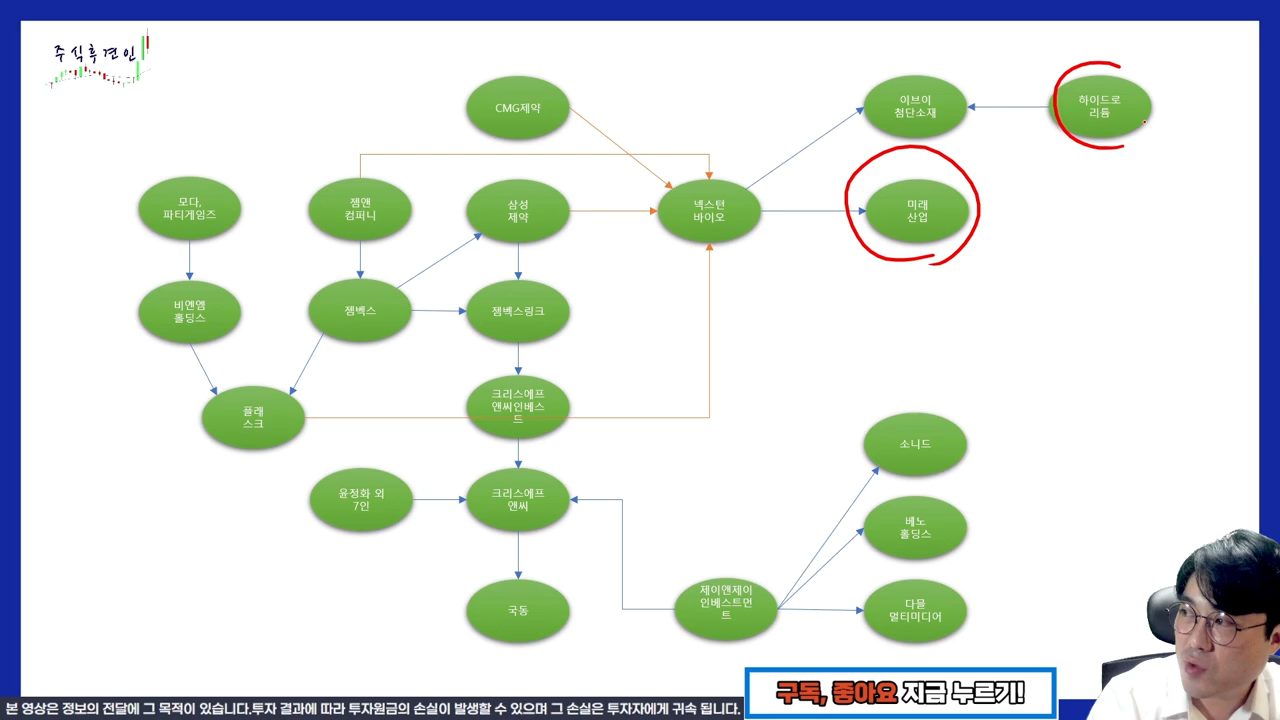 주식후견인
CMG제약
이브이
첨단소재
하이드로
리튬
모다,
파티게임즈
젬앤
컴퍼니
삼성
제약
넥스턴
바이오
미래
산업
비앤엠
홀딩스
젬벡스
젬벡스링크
플래
스크
크리스에프
앤씨인베스
드
소니드
윤정화 외
7인
크리스에프
앤씨
베노
홀딩스
국동
제이앤제이
인베스트먼
트
다믈
멀티미디어
구독, 좋아요 지금 누르기!
본 영상은 정보의 전달에 그 목적이 있습니다.투자 결과에 따라 투자원금의 손실이 발생할 수 있으며 그 손실은 투자자에게 귀속 됩니다.